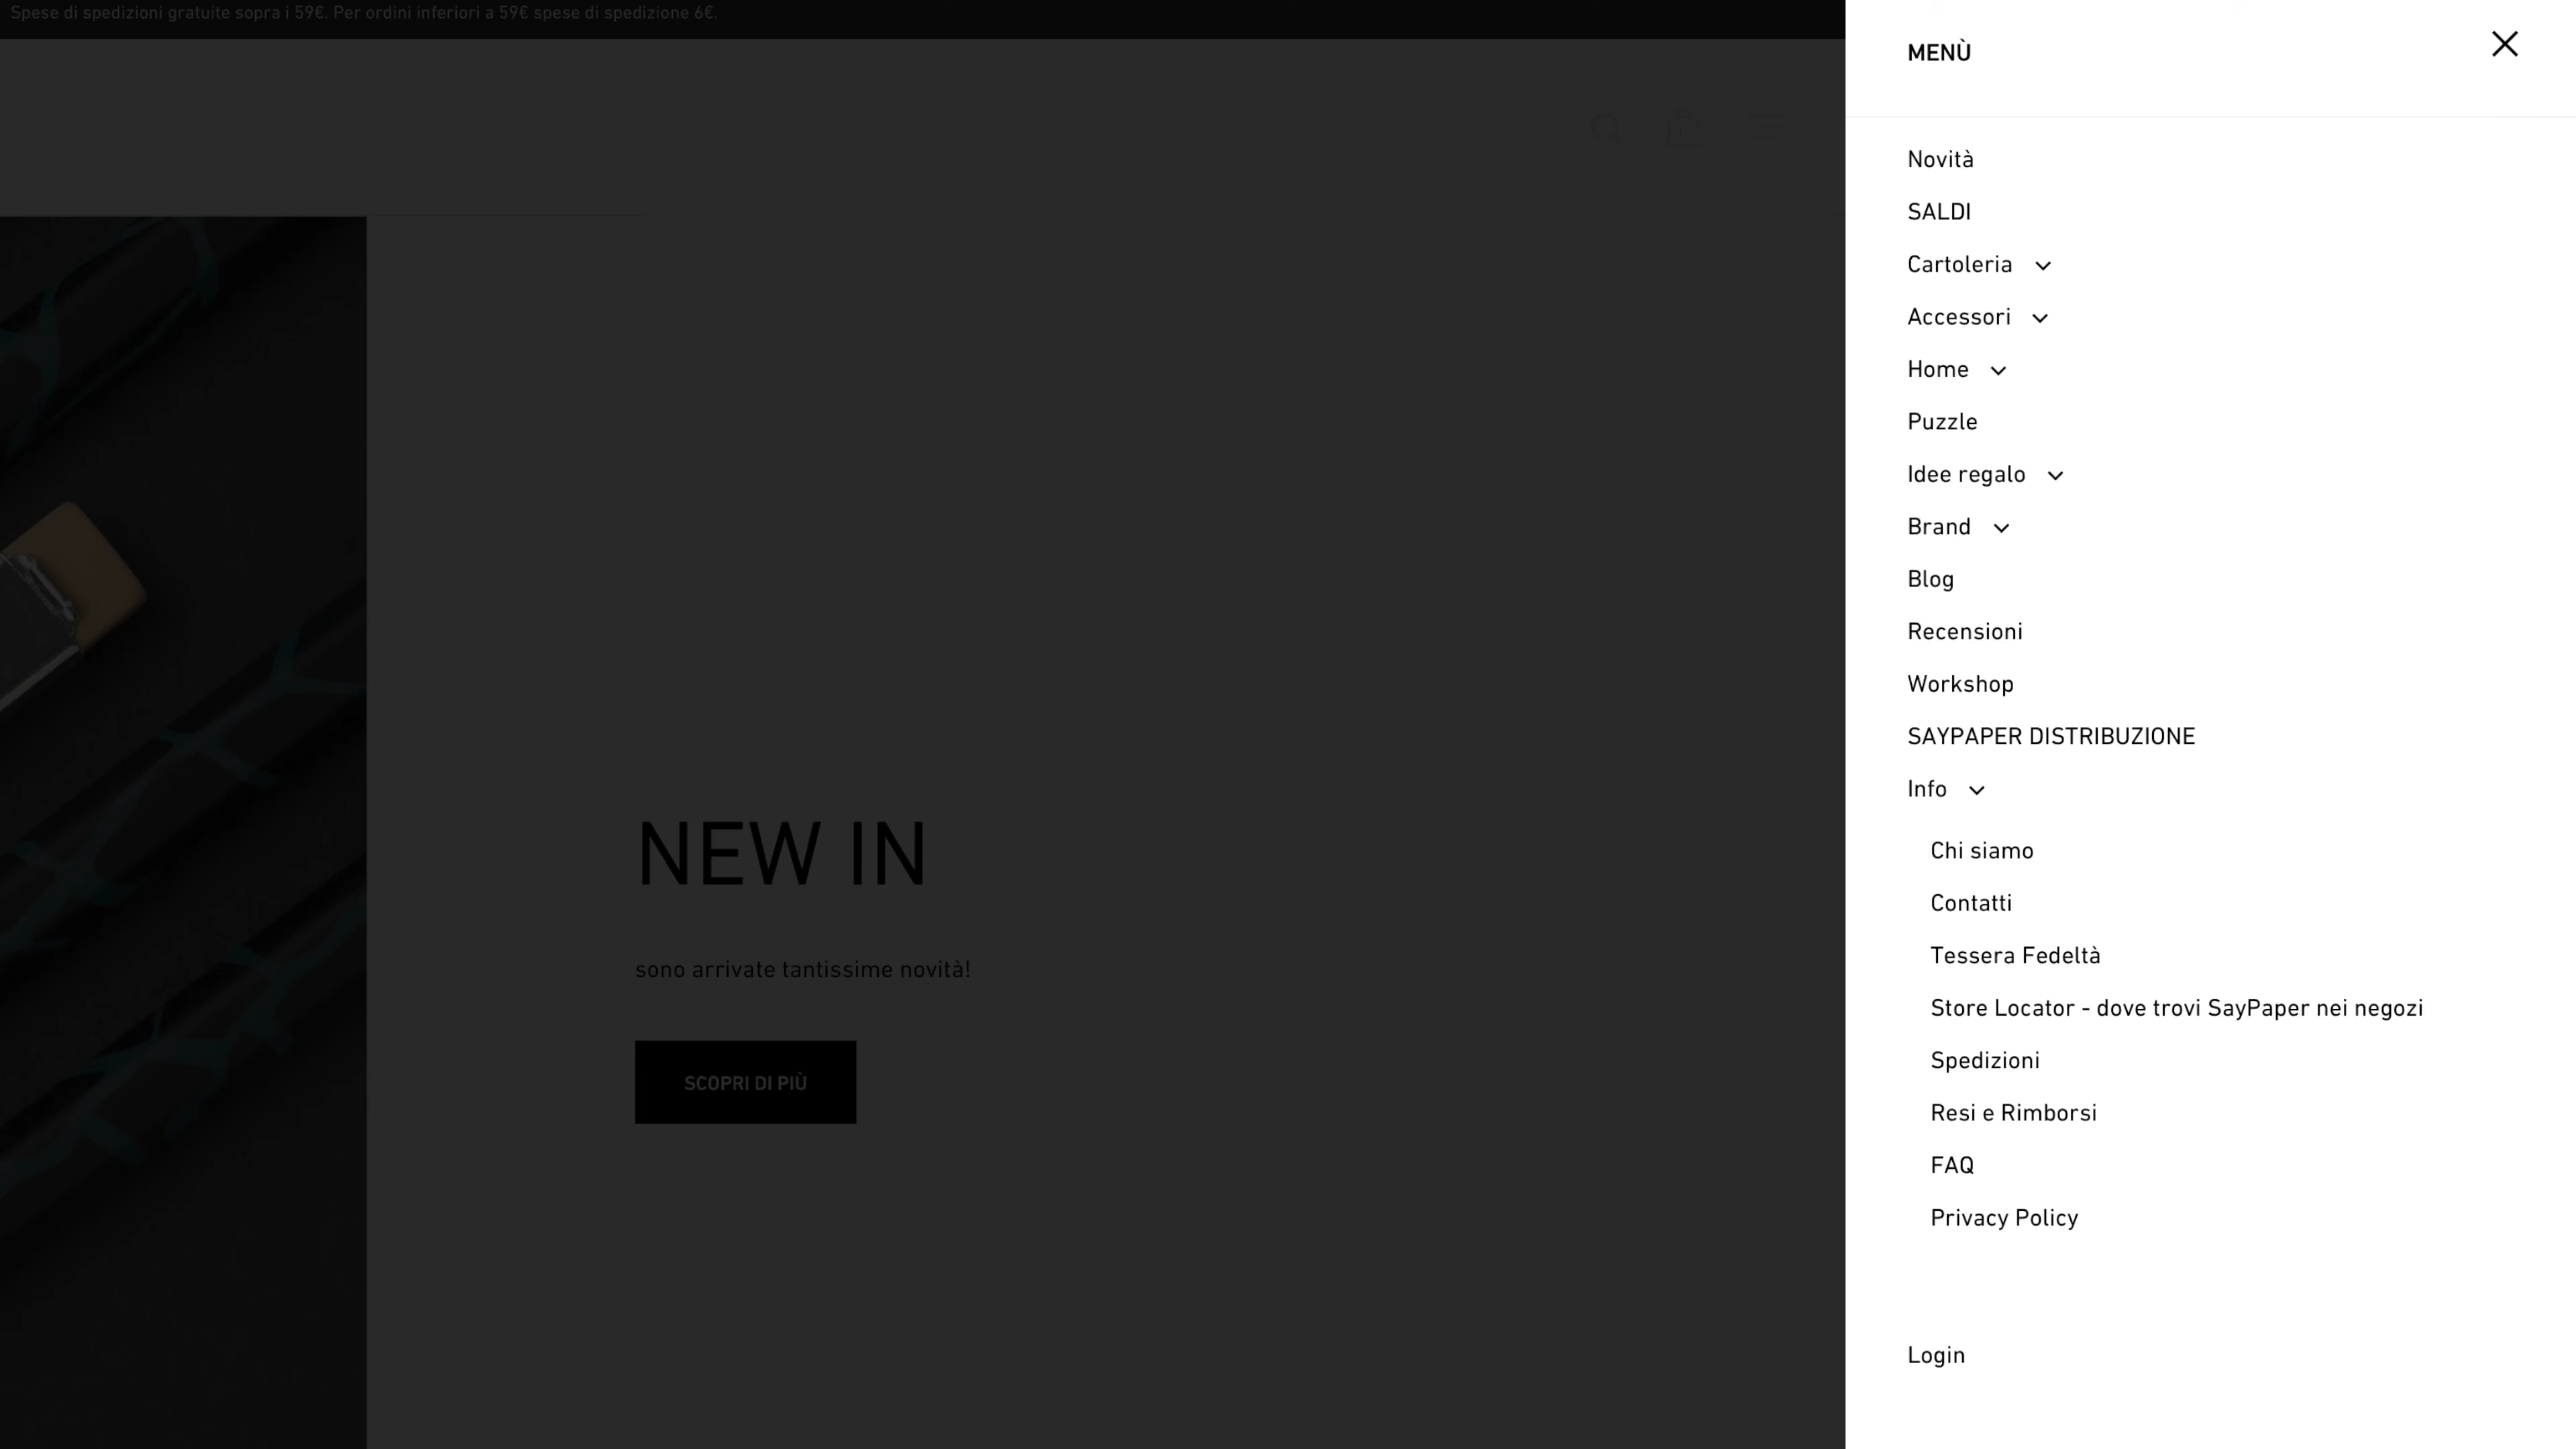 Spese di spedizioni gratuite sopra i 59€. Per ordini inferiori a 59€ spese di spedizione 6€.
NEW IN
sono arrivate tantissime novità!
SCOPRI DI PIÙ
MENÙ
Novità
SALDI
Cartoleria
Accessori
Home
Puzzle
Idee regalo
Brand
Blog
Recensioni
Workshop
SAYPAPER DISTRIBUZIONE
Info
Chi siamo
Contatti
Tessera Fedeltà
Store Locator - dove trovi SayPaper nei negozi
Spedizioni
Resi e Rimborsi
FAQ
Privacy Policy
Login